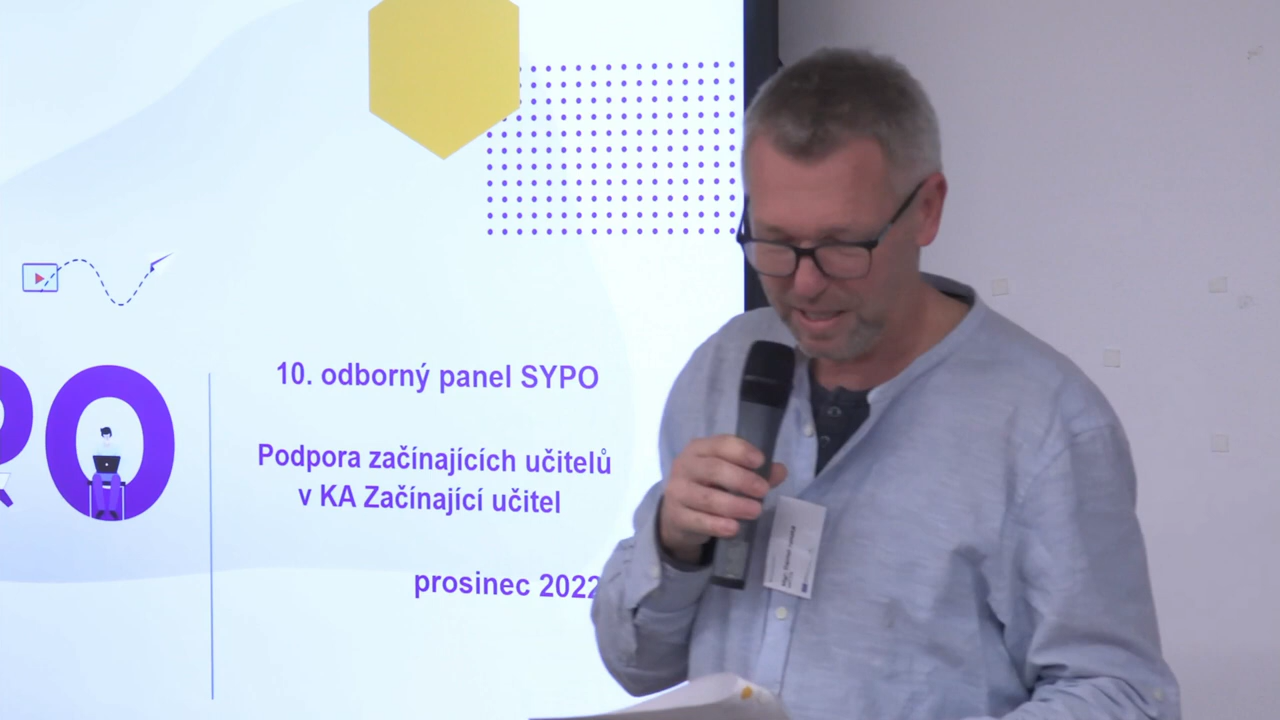 PO
10. odborný panel SYPO
Podpora začínajících učitelů
v KA Začínající učitel
prosinec 2022